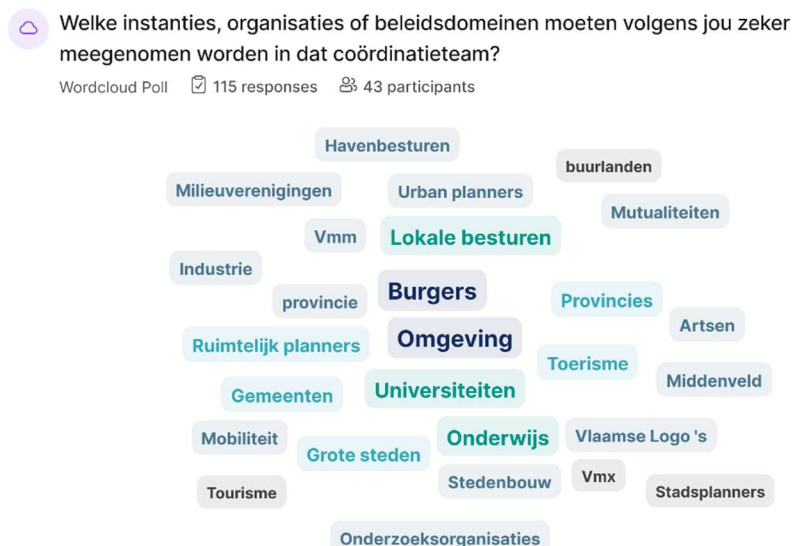 Welke instanties, organisaties of beleidsdomeinen moeten volgens jou zeker
meegenomen worden in dat coördinatieteam?
Wordcloud Poll 115 responses 43 participants
Havenbesturen
buurlanden
Milieuverenigingen Urban planners
Mutualiteiten
Vmm Lokale besturen
Industrie
Burgers
provincie Provincies
Artsen
Omgeving
Ruimtelijk planners
Toerisme
Middenveld
Universiteiten
Gemeenten
Mobiliteit Onderwijs Vlaamse Logo 's
Grote steden
Vmx
Stedenbouw
Tourisme Stadsplanners
Onderzoeksorganisaties